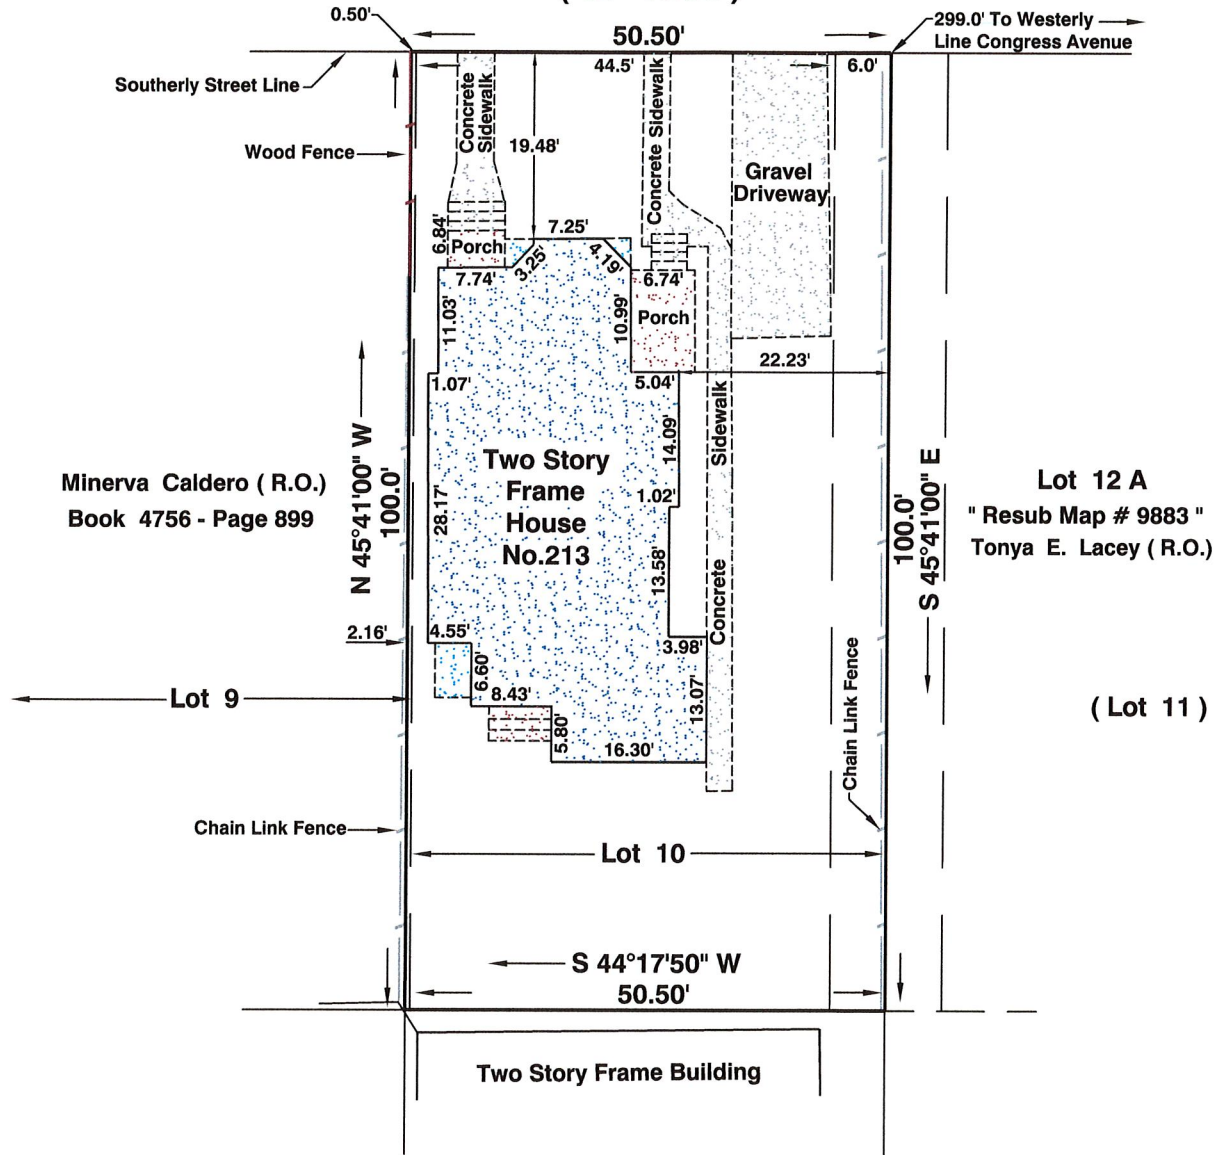 0.50'
50.50'
299.0' To Westerly
Line Congress Avenue
Southerly Street Line
44.5'
6.0'
Concrete
Sidewalk
19.48'
Concrete Sidewalk
Wood Fence
Gravel
Driveway
6.84'
Porch
7.25'
3.25'
4.19'
7.74'
6.74'
11.03'
10.99'
Porch
22.23'
1.07'
5.04'
N 45°41'00" W
100.0'
28.17'
14.09'
Sidewalk
Minerva Caldero ( R.O.)
Book 4756 - Page 899
Two Story
Frame
House
No.213
1.02'
100.0'
S 45°41'00" E
Lot 12 A
" Resub Map # 9883 "
Tonya E. Lacey ( R.O.)
13.58'
Concrete
2.16'
4.55'
3.98'
6.60'
8.43'
13.07'
Lot 9
( Lot 11 )
5.80'
16.30'
Chain Link Fence
Chain Link Fence
Lot 10
S 44°17'50" W
50.50'
Two Story Frame Building